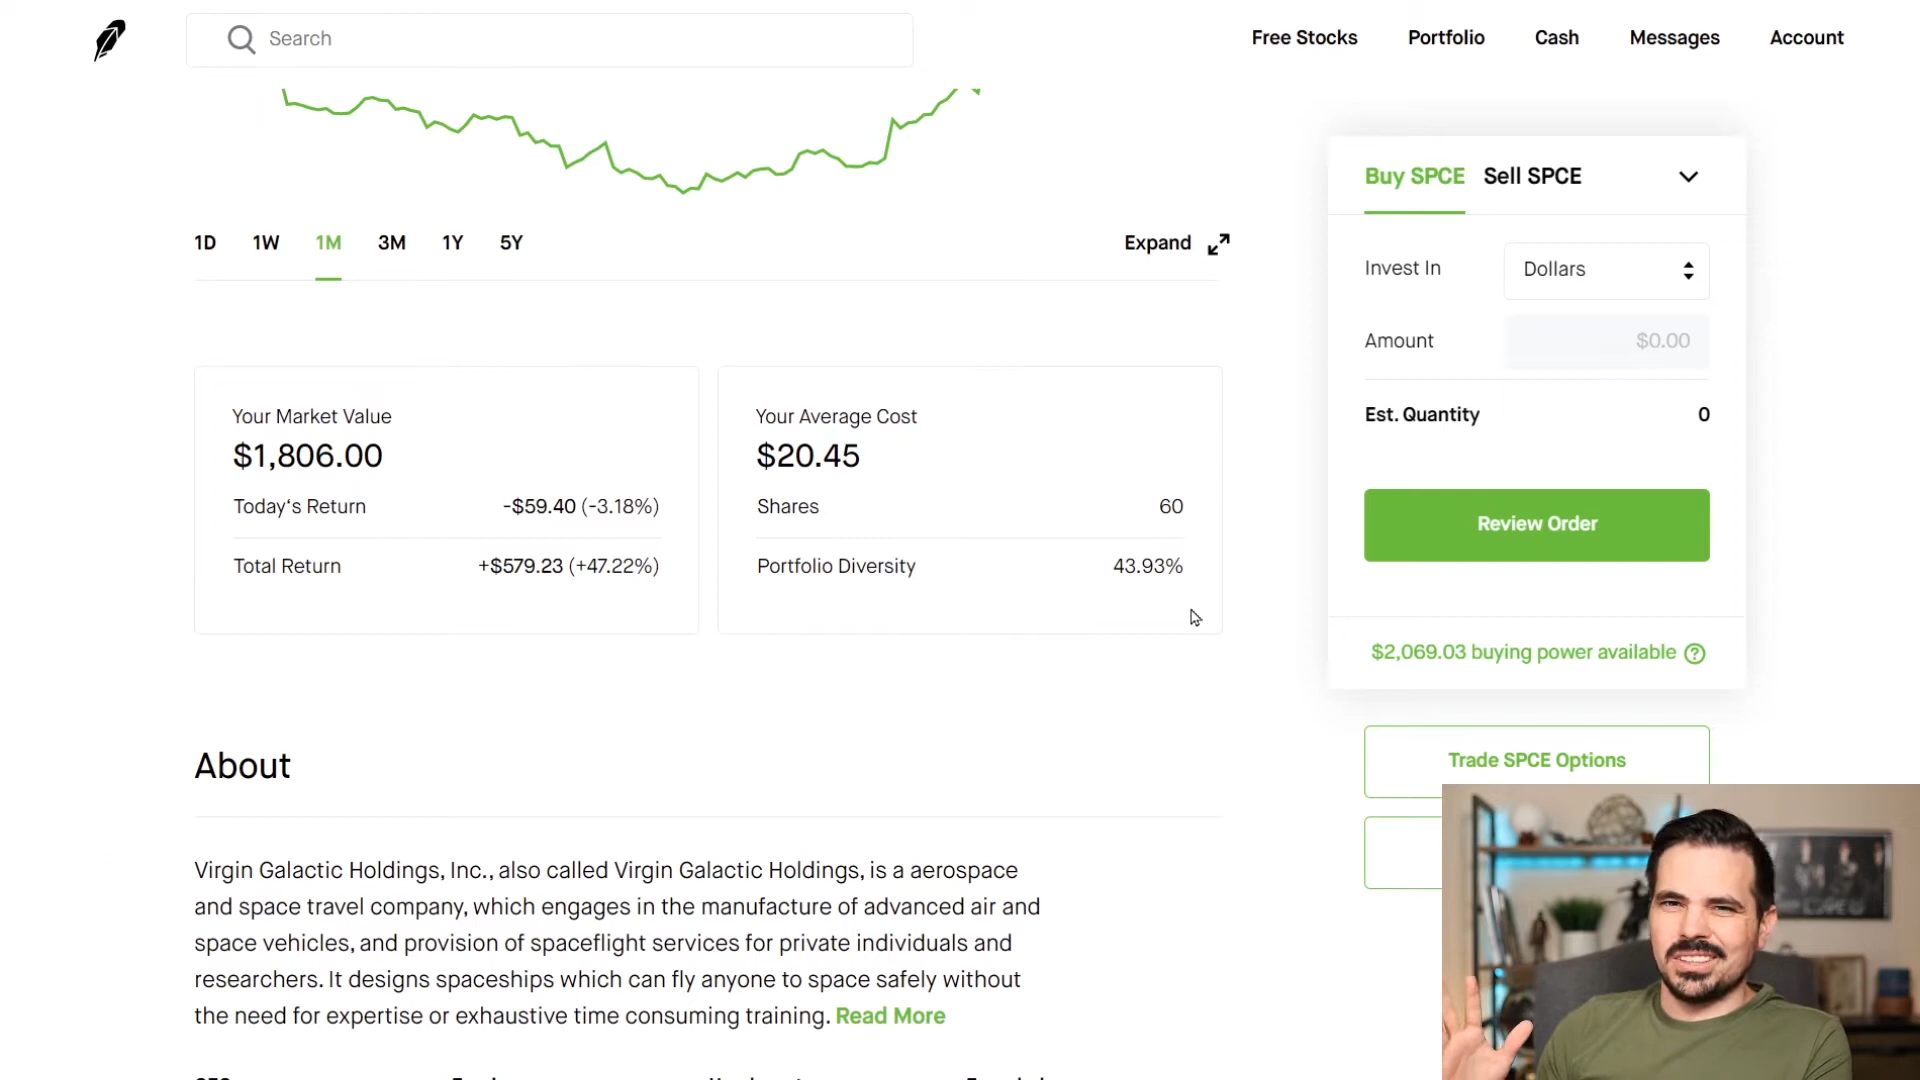 Search
Free Stocks
Portfolio
Cash
Messages
Account
1D
1W
1M
3M
1Y
5Y
Expand
Your Market Value
$1,806.00
Today‘s Return
-$59.40 (-3.18%)
Total Return
+$579.23 (+47.22%)
Your Average Cost
$20.45
Shares
60
Portfolio Diversity
43.93%
Buy SPCE
Sell SPCE
Invest In
Dollars
Amount
$0.00
Est. Quantity
0
Review Order
$2,069.03 buying power available
Trade SPCE Options
About
Virgin Galactic Holdings, Inc., also called Virgin Galactic Holdings, is a aerospace
and space travel company, which engages in the manufacture of advanced air and
space vehicles, and provision of spaceflight services for private individuals and
researchers. It designs spaceships which can fly anyone to space safely without
the need for expertise or exhaustive time consuming training. Read More